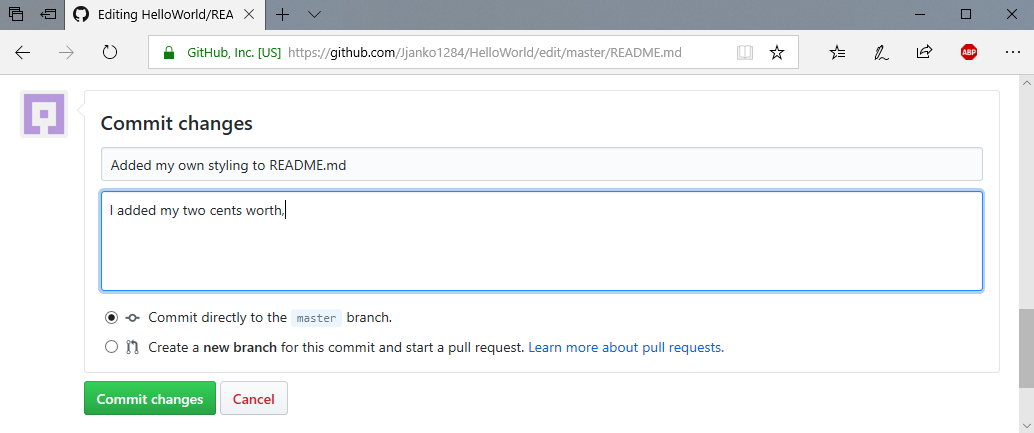 Editing HelloWorld/REA
GitHub, Inc. [US] https://github.com/Jjanko1284/HelloWorld/edit/master/README.md
ABP
Commit changes
Added my own styling to README.md
I added my two cents worth,
Commit directly to the master branch.
Create a new branch for this commit and start a pull request. Learn more about pull requests.
Commit changes Cancel